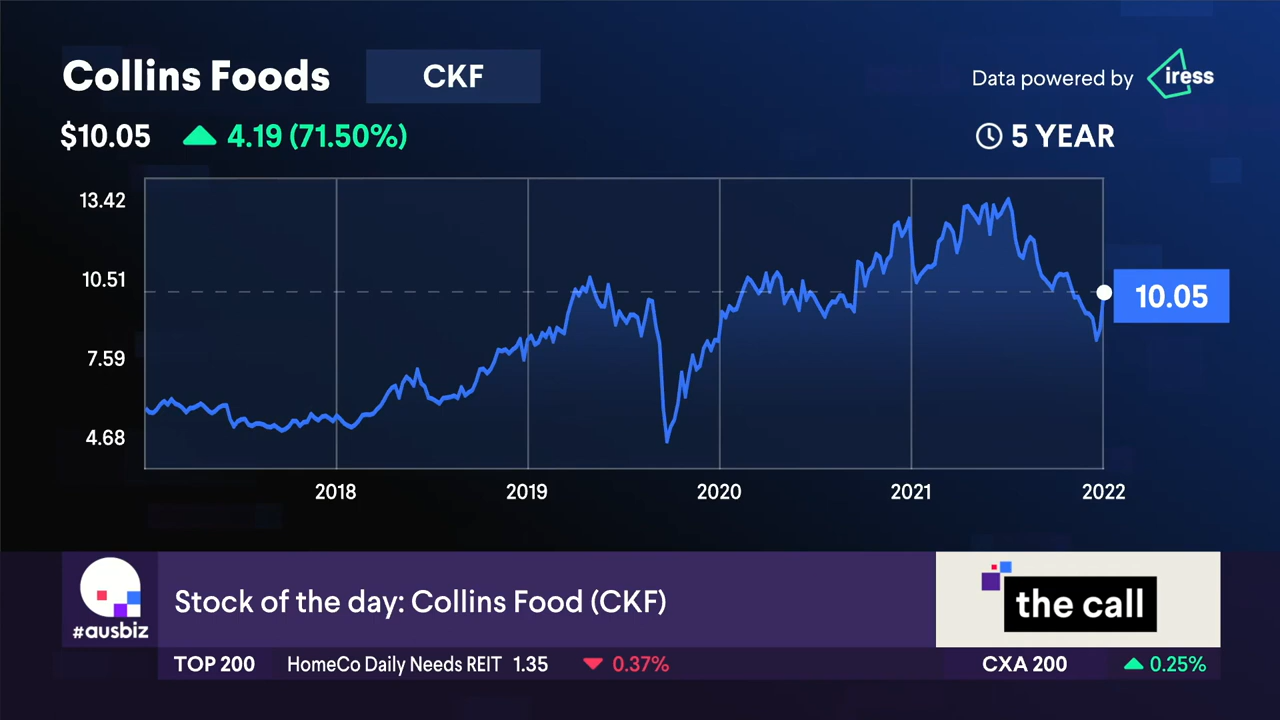 Collins Foods
CKF
Data powered by iress
$10.05 4.19 (71.50%)
5 YEAR
13.42
10.51
7.59
4.68
10.05
2018 2019 2020 2021 2022
#ausbiz
Stock of the day: Collins Food (CKF)
the call
TOP 200 HomeCo Daily Needs REIT 1.35 0.37% CXA 200 0.25%